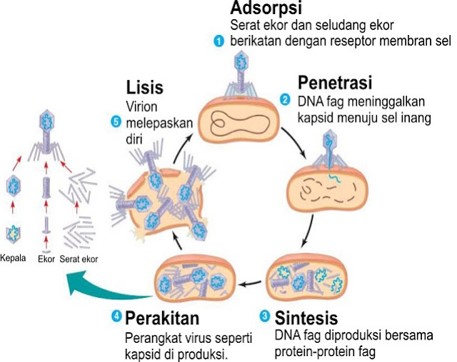 Adsorpsi
Serat ekor dan seludang ekor
1 berikatan dengan reseptor membran sel
Penetrasi
2 DNA fag meninggalkan
kapsid menuju sel inang
3 Sintesis
DNA fag diproduksi bersama
protein-protein fag
4 Perakitan
Perangkat virus seperti
kapsid di produksi.
Lisis
Virion
5 melepaskan
diri
Kepala Ekor Serat ekor